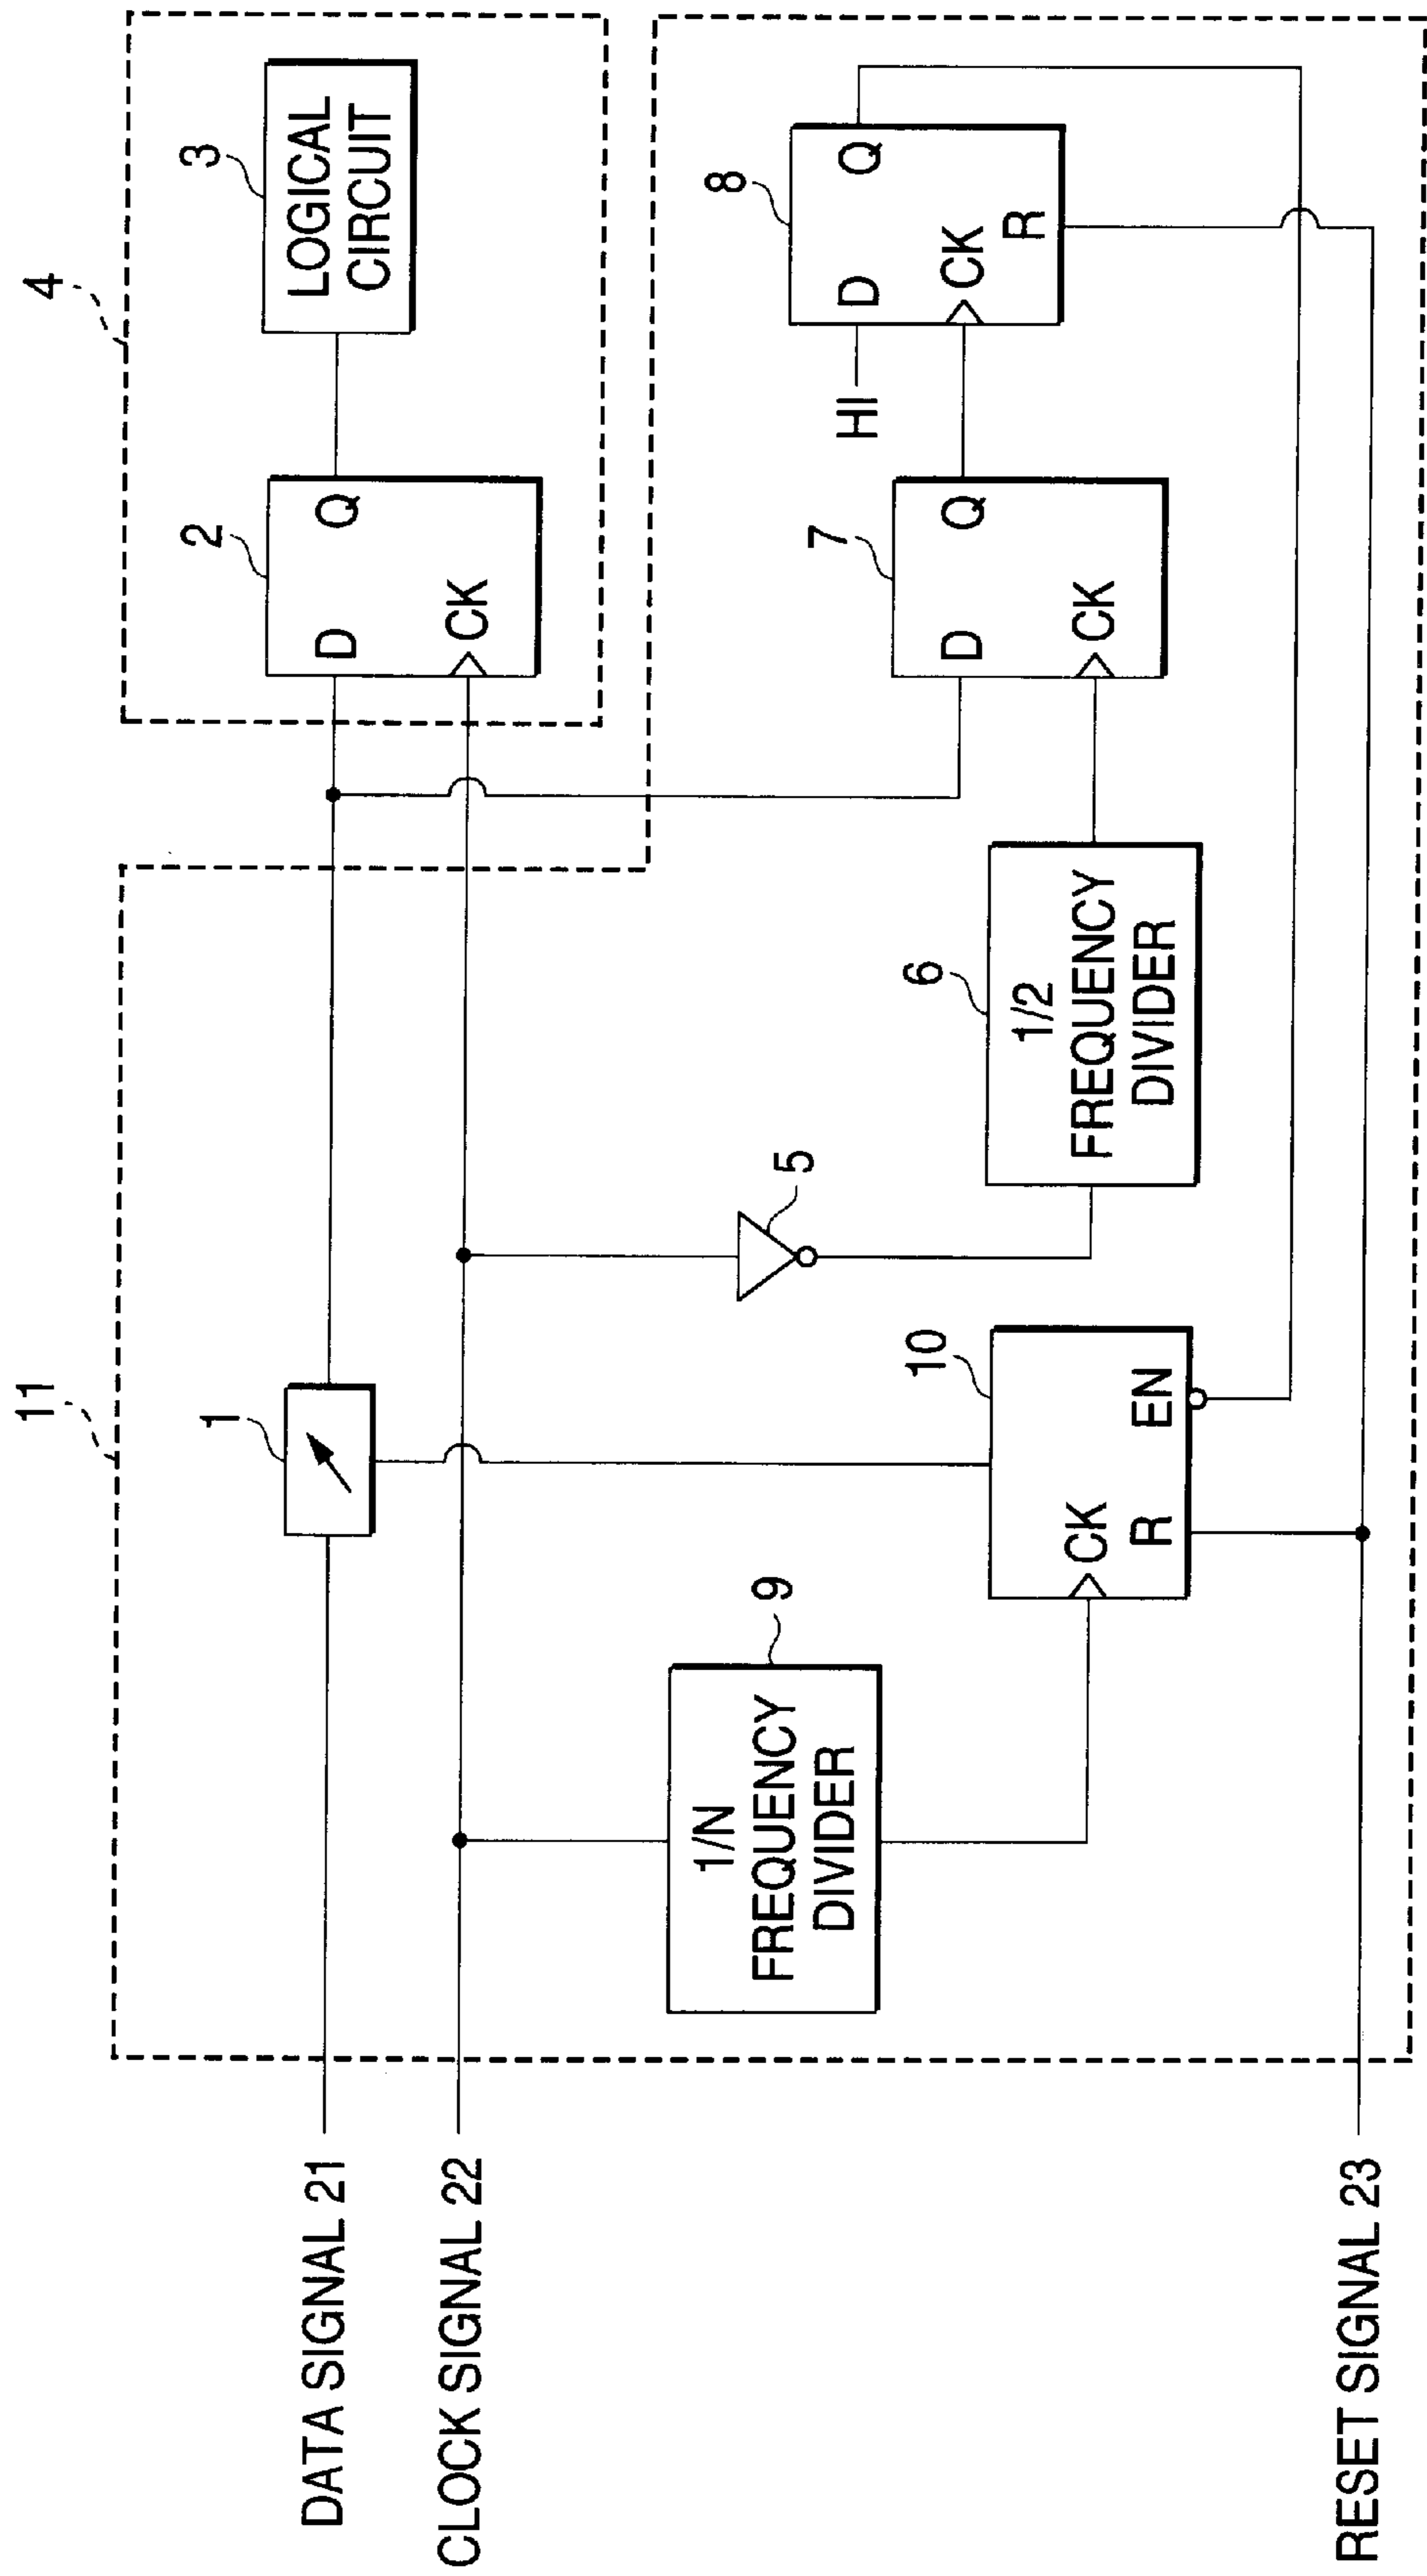 11
4
1
2
3
LOGICAL
CIRCUIT
D
Q
CK
DATA SIGNAL 21
CLOCK SIGNAL 22
9
1/N
FREQUENCY
DIVIDER
10
CK
R
EN
5
6
1/2
FREQUENCY
DIVIDER
7
D
Q
CK
8
HI
D
Q
CK
R
RESET SIGNAL 23